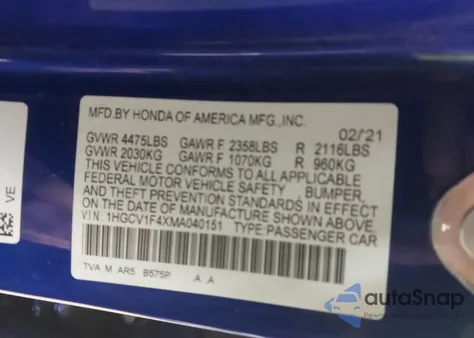 MFD.BY HONDA OF AMERICA MFG.,INC. 02/21
GVWR 4475LBS GAWR F 2358LBS R 2116LBS
GVWR 2030KG GAWR F 1070KG R 960KG
THIS VEHICLE CONFORMS TO ALL APPLICABLE
FEDERAL MOTOR VEHICLE SAFETY BUMPER,
AND THEFT PREVENTION STANDARDS IN EFFECT
ON THE DATE OF MANUFACTURE SHOWN ABOVE.
VIN: 1HGCV1F4XMA040151 TYPE:PASSENGER CAR
TVA M AR5 B575P A A
VE
autoSnap